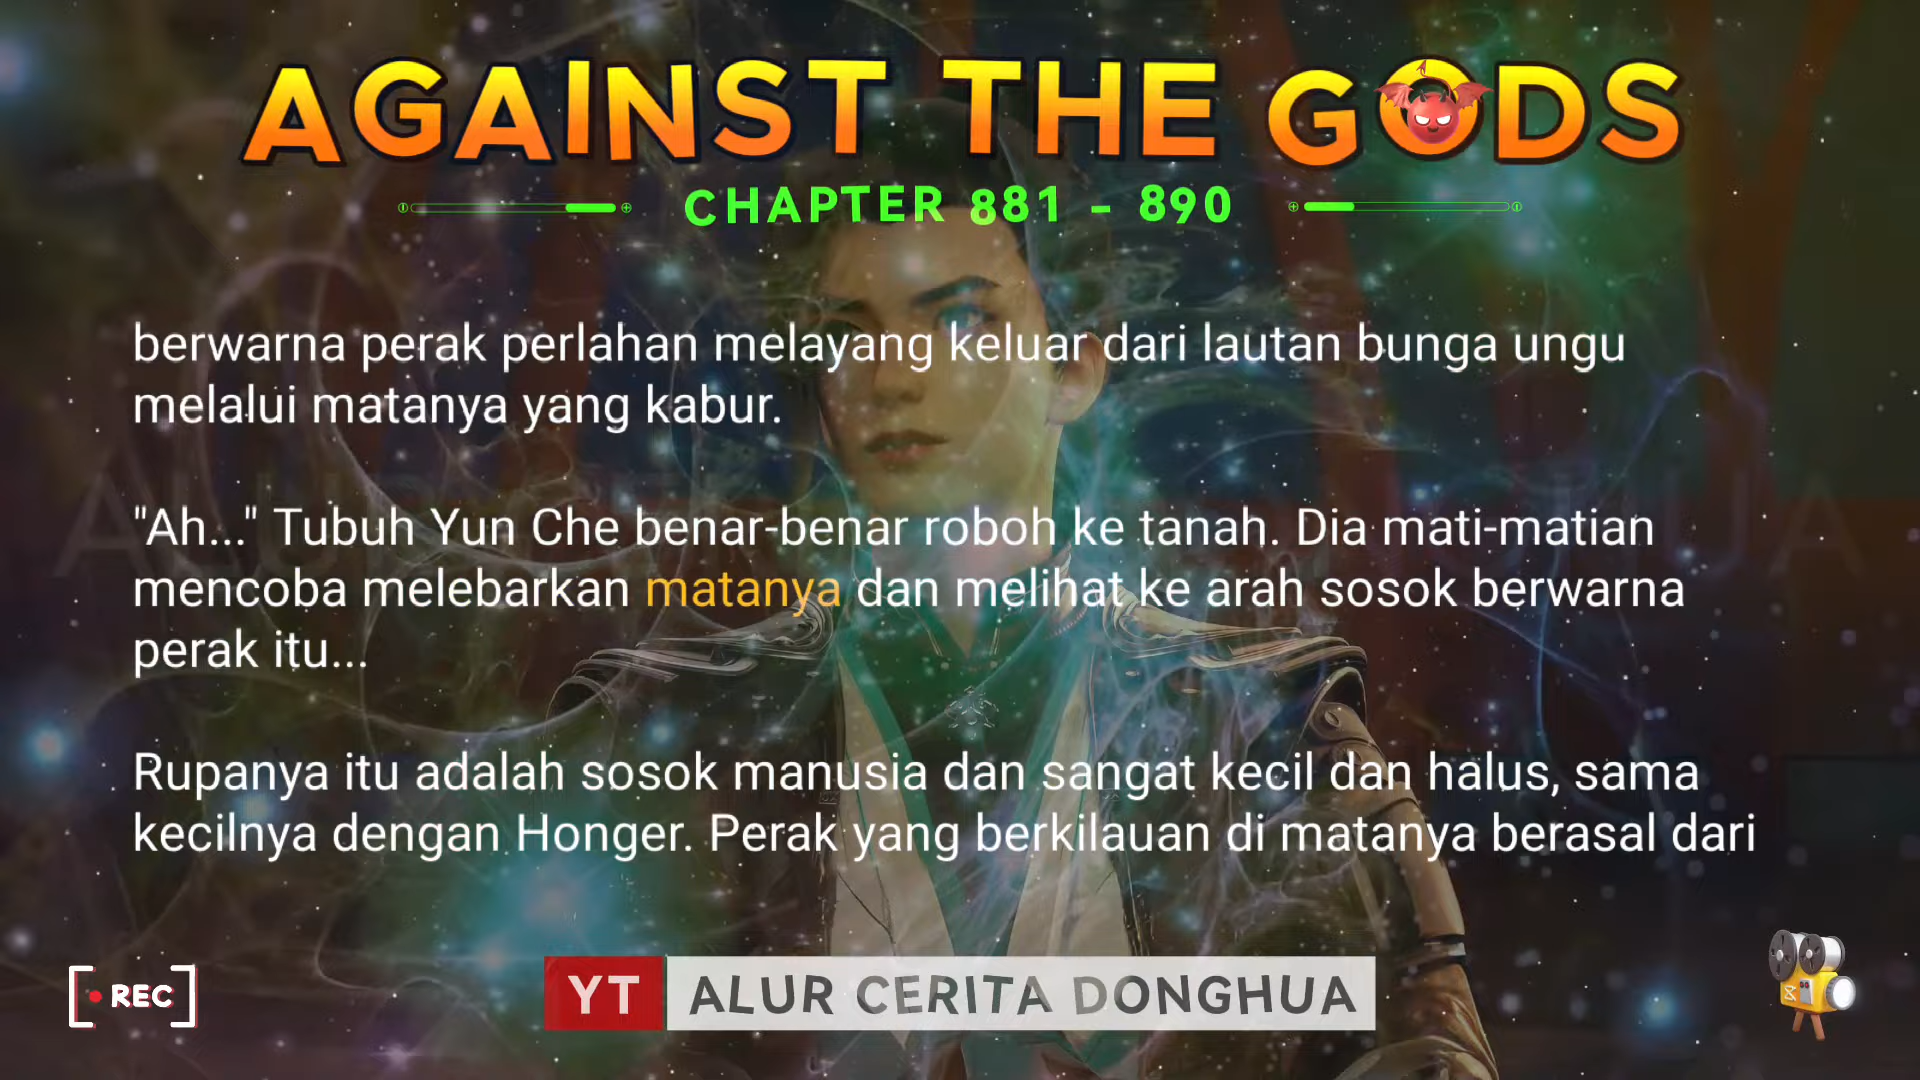 AGAINST THE GODS
CHAPTER 881 - 890
berwarna perak perlahan melayang keluar dari lautan bunga ungu
melalui matanya yang kabur.
"Ah..." Tubuh Yun Che benar-benar roboh ke tanah. Dia mati-matian
mencoba melebarkan matanya dan melihat ke arah sosok berwarna
perak itu...
Rupanya itu adalah sosok manusia dan sangat kecil dan halus, sama
kecilnya dengan Honger. Perak yang berkilauan di matanya berasal dari
REC
YT ALUR CERITA DONGHUA